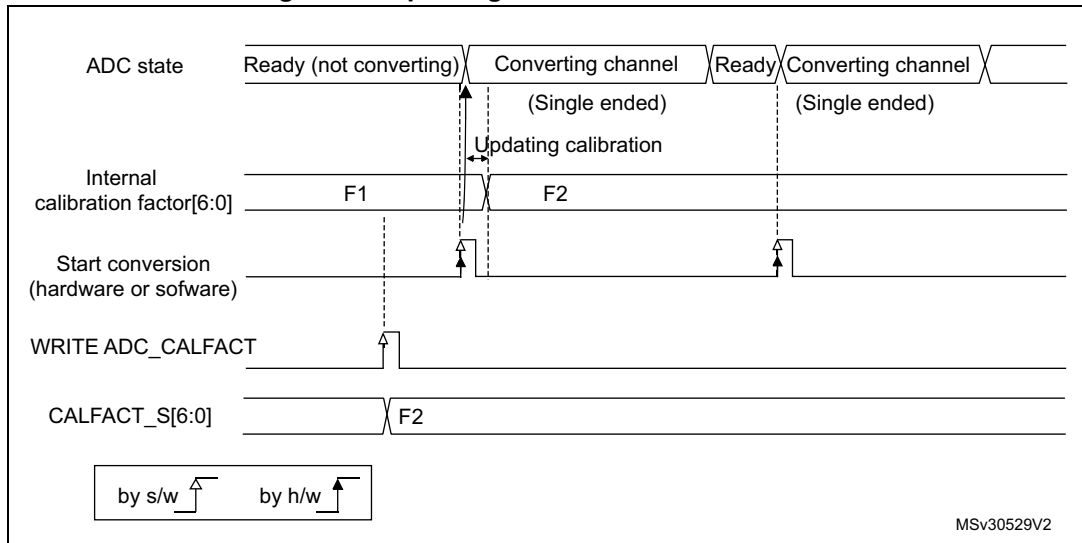 ADC state
Ready (not converting)
Converting channel
Ready
Converting channel
(Single ended)
(Single ended)
Updating calibration
Internal
calibration factor[6:0]
F1
F2
Start conversion
(hardware or sofware)
WRITE ADC_CALFACT
CALFACT_S[6:0]
F2
by s/w
by h/w
MSv30529V2